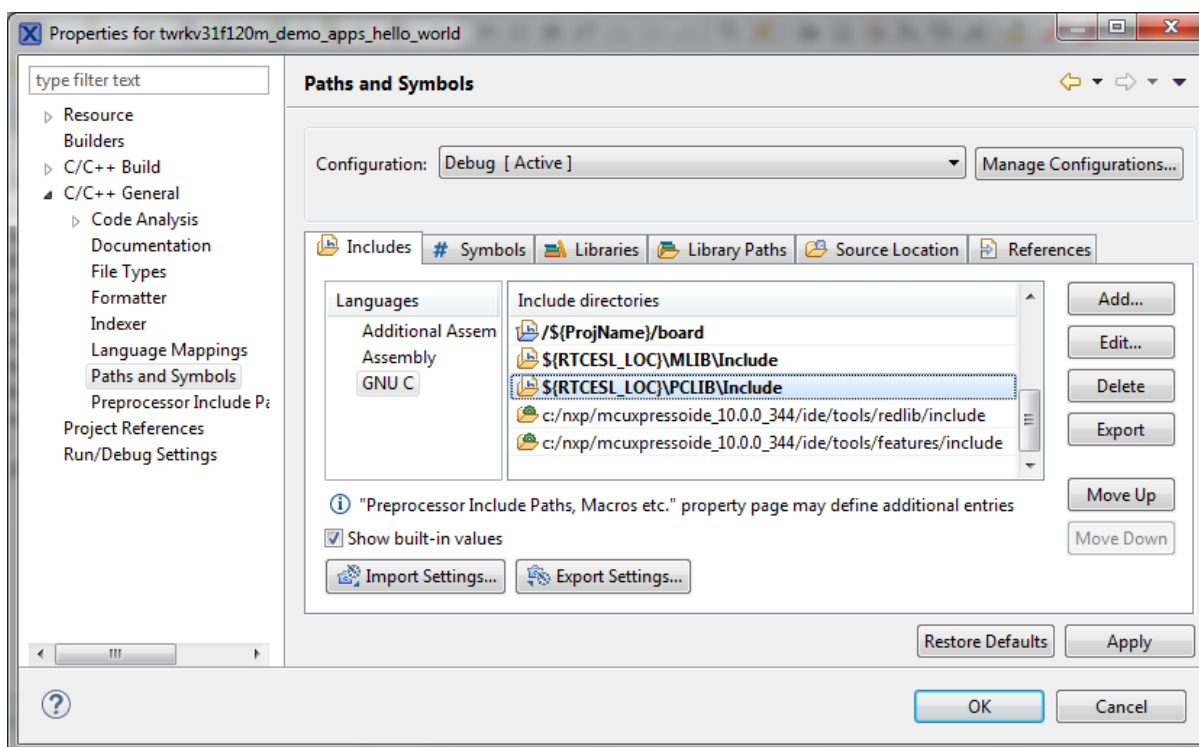 Properties for twrkv31f120m_demo_apps_hello_world
type filter text
Resource
Builders
C/C++ Build
C/C++ General
Code Analysis
Documentation
File Types
Formatter
Indexer
Language Mappings
Paths and Symbols
Preprocessor Include Pa
Project References
Run/Debug Settings
Paths and Symbols
Configuration: Debug [ Active ] Manage Configurations...
Includes # Symbols Libraries Library Paths Source Location References
Languages
Additional Assem
Assembly
GNU C
Include directories
/${ProjName}/board
${RTCESL_LOC}\MLIB\Include
${RTCESL_LOC}\PCLIB\Include
c:/nxp/mcuxpressoide_10.0.0_344/ide/tools/redlib/include
c:/nxp/mcuxpressoide_10.0.0_344/ide/tools/features/include
Add...
Edit...
Delete
Export
Move Up
Move Down
"Preprocessor Include Paths, Macros etc." property page may define additional entries
Show built-in values
Import Settings... Export Settings...
Restore Defaults Apply
OK Cancel